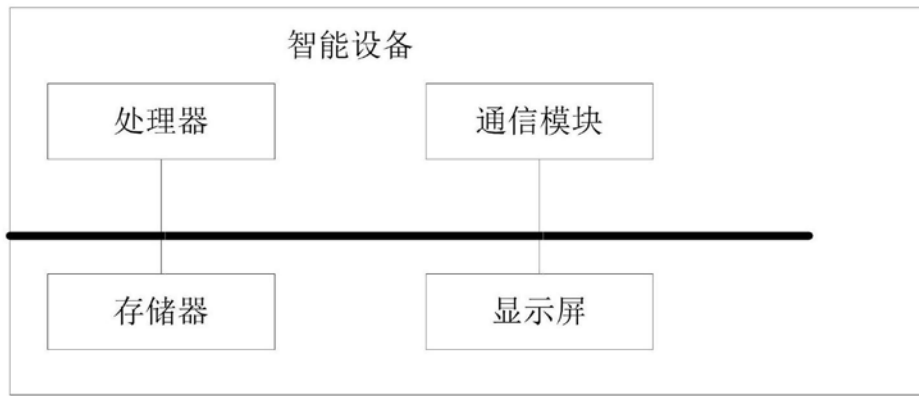 智能设备
处理器
通信模块
存储器
显示屏